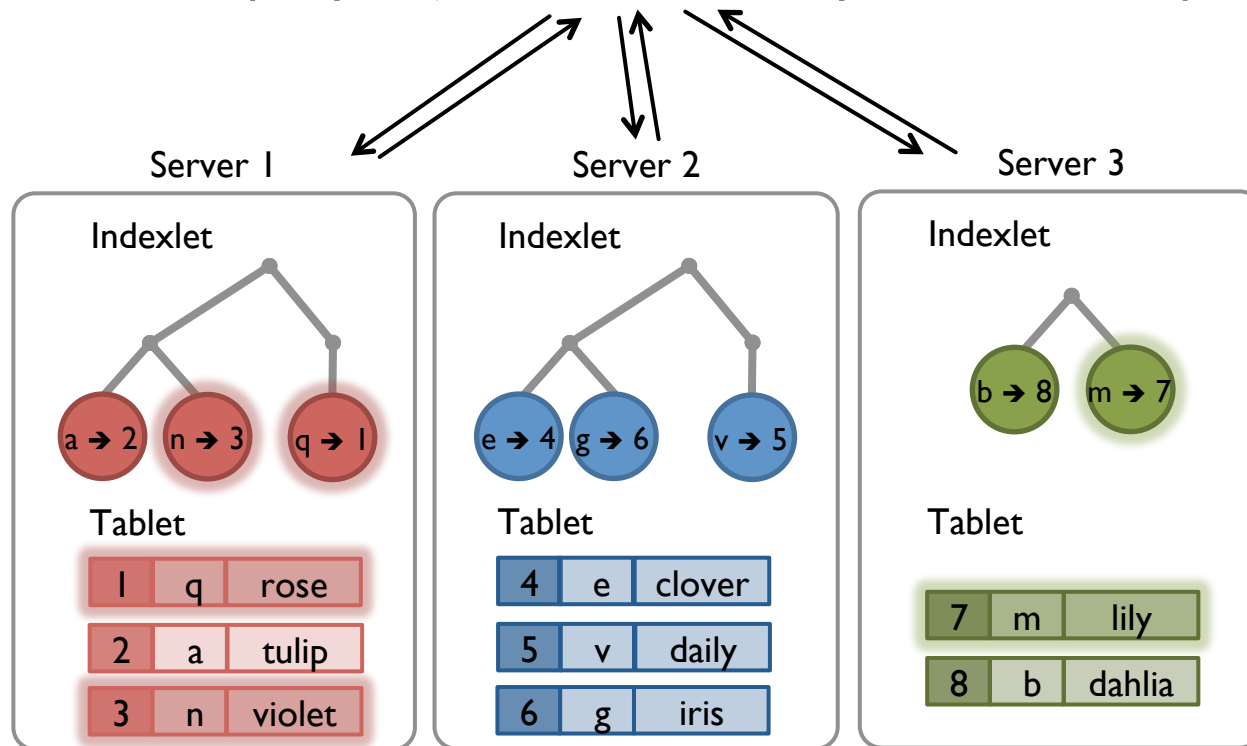 Server 1
Server 2
Server 3
Indexlet
Indexlet
Indexlet
a → 2
n → 3
q → 1
e → 4
g → 6
v → 5
b → 8
m → 7
Tablet
Tablet
Tablet
1 q rose
2 a tulip
3 n violet
4 e clover
5 v daily
6 g iris
7 m lily
8 b dahlia